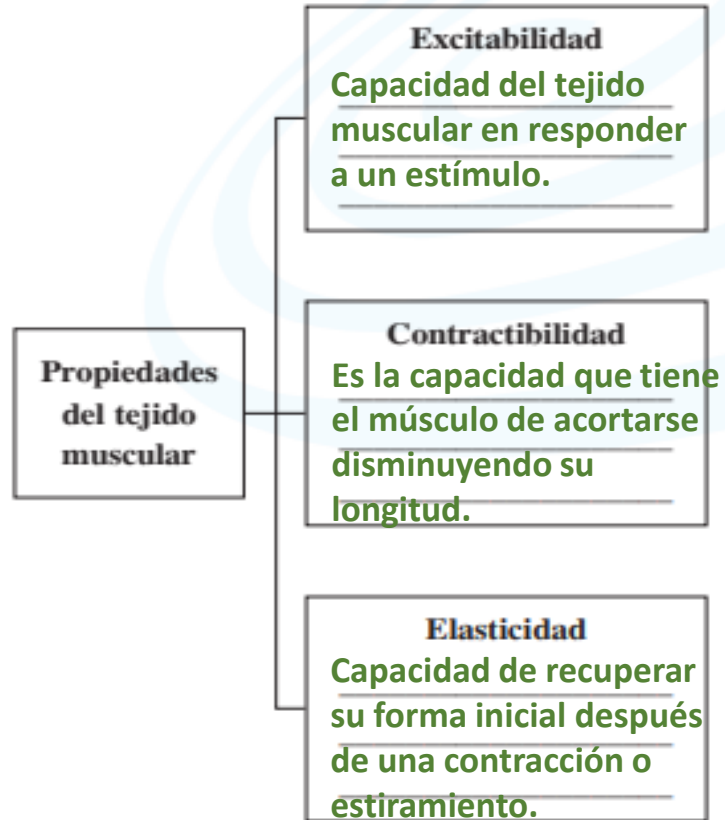 Excitabilidad
Capacidad del tejido
muscular en responder
a un estímulo.
Propiedades
del tejido
muscular
Contractibilidad
Es la capacidad que tiene
el músculo de acortarse
disminuyendo su
longitud.
Elasticidad
Capacidad de recuperar
su forma inicial después
de una contracción o
estiramiento.